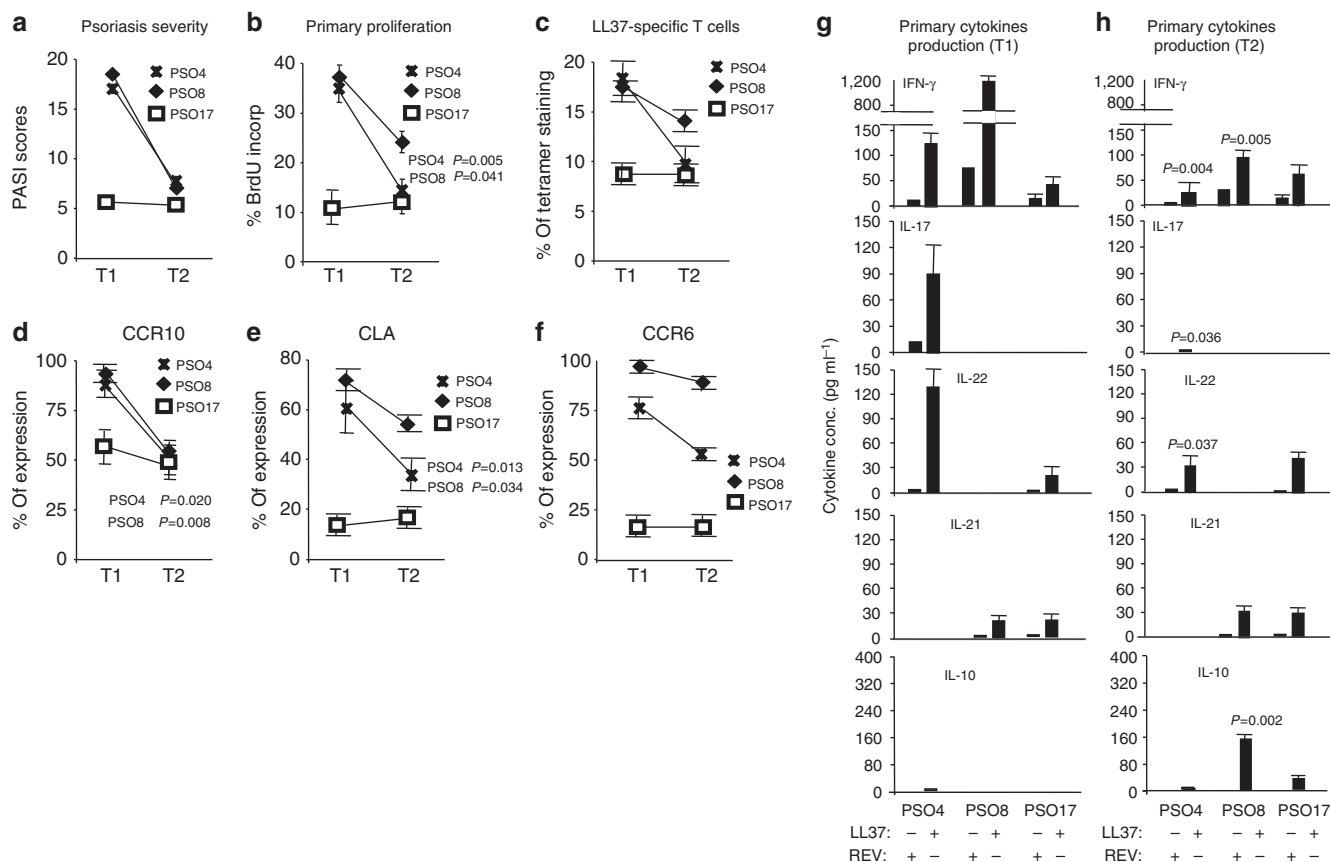 a Psoriasis severity
PASI scores
20
15
10
5
0
T1 T2
PSO4
PSO8
PSO17
b Primary proliferation
% BrdU incorp
40
30
20
10
0
T1 T2
PSO4
PSO8
PSO17
PSO4 P=0.005
PSO8 P=0.041
c LL37-specific T cells
% Of tetramer staining
20
15
10
5
0
T1 T2
PSO4
PSO8
PSO17
d CCR10
% Of expression
100
75
50
25
0
T1 T2
PSO4
PSO8
PSO17
PSO4 P=0.020
PSO8 P=0.008
e CLA
% Of expression
80
60
40
20
0
T1 T2
PSO4
PSO8
PSO17
PSO4 P=0.013
PSO8 P=0.034
f CCR6
% Of expression
100
75
50
25
0
T1 T2
PSO4
PSO8
PSO17
g Primary cytokines
production (T1)
Cytokine conc. (pg ml−1)
IFN-γ
1,200
800
150
100
50
0
IL-17
150
120
90
60
30
0
IL-22
150
120
90
60
30
0
IL-21
150
120
90
60
30
0
IL-10
400
320
240
160
80
0
PSO4 PSO8 PSO17
LL37: − + − + − +
REV: + − + − + −
h Primary cytokines
production (T2)
IFN-γ
1,200
800
150
100
50
0
P=0.004
P=0.005
IL-17
150
120
90
60
30
0
P=0.036
IL-22
150
120
90
60
30
0
P=0.037
IL-21
150
120
90
60
30
0
IL-10
400
320
240
160
80
0
P=0.002
PSO4 PSO8 PSO17
LL37: − + − + − +
REV: + − + − + −